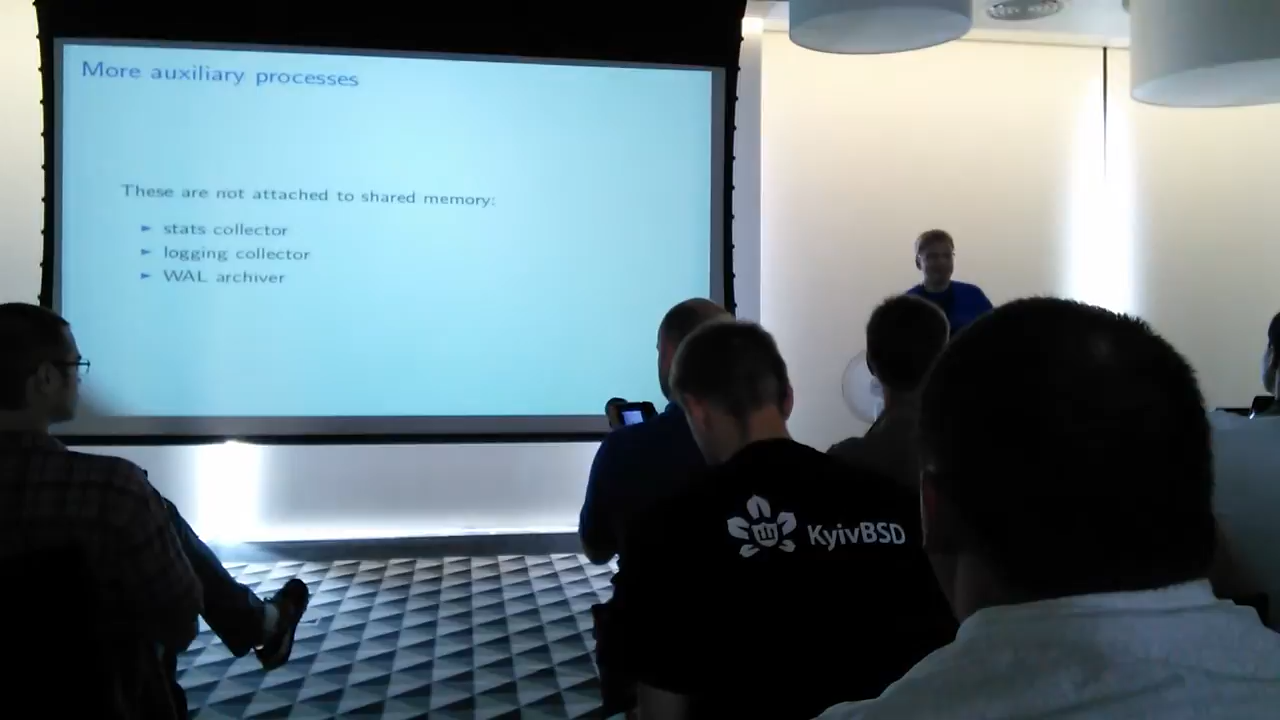 More auxiliary processes
These are not attached to shared memory:
► stats collector
► logging collector
► WAL archiver
KyivBSD